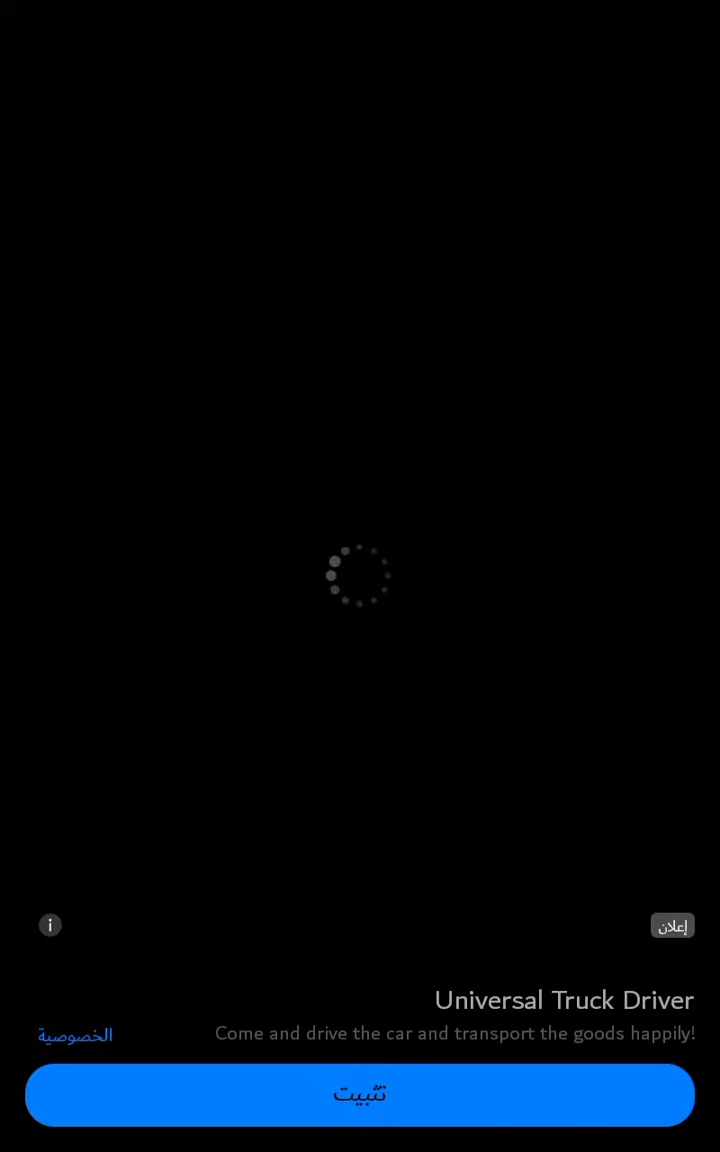 إعلان
Universal Truck Driver
Come and drive the car and transport the goods happily!
الخصوصية
تثبيت